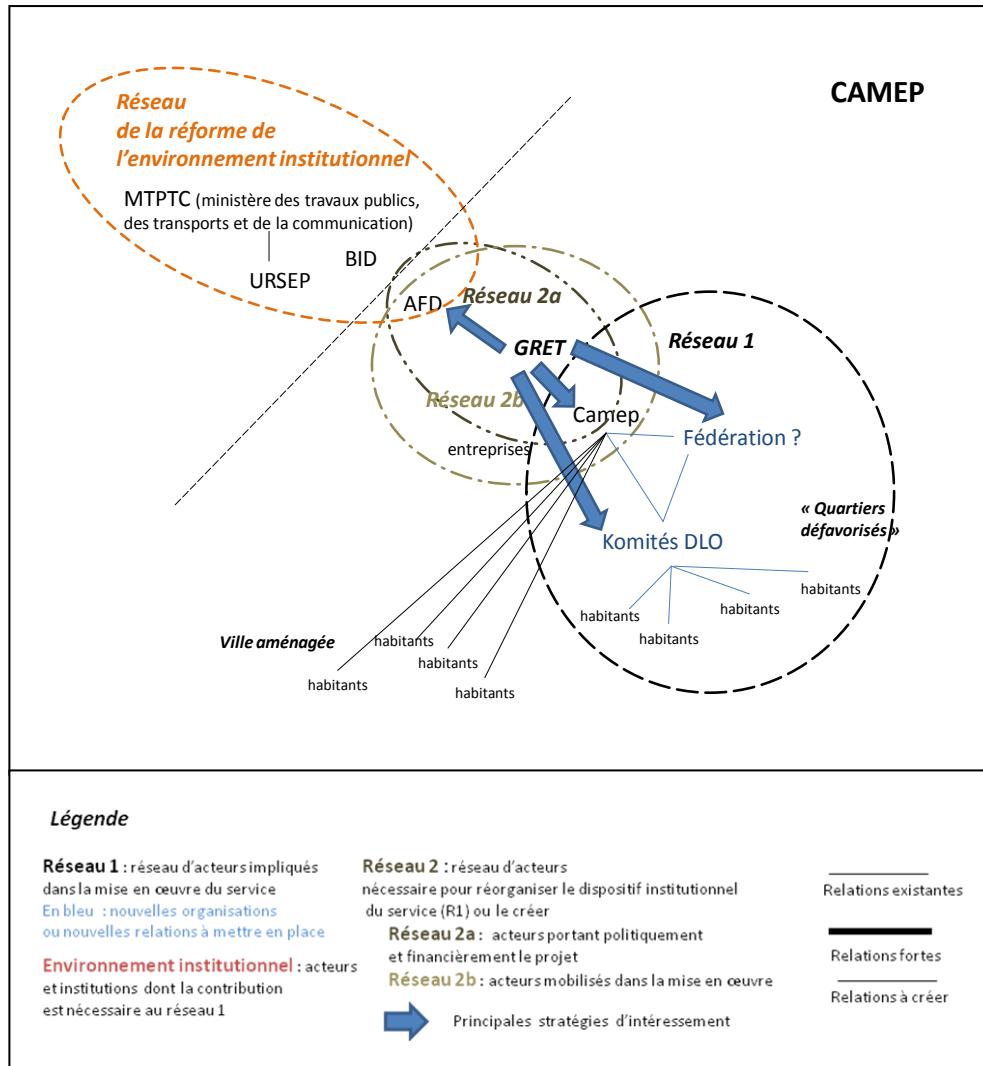 CAMEP
Réseau
de la réforme de
l'environnement institutionnel
MTPTC (ministère des travaux publics,
des transports et de la communication)
BID
URSEP
AFD
Réseau 2a
GRET
Réseau 1
Réseau 2b
Camep
entreprises
Fédération ?
« Quartiers
défavorisés »
Komités DLO
habitants
habitants
habitants
habitants
Ville aménagée
habitants
habitants
habitants
habitants
Légende
Réseau 1 : réseau d'acteurs impliqués
dans la mise en œuvre du service
En bleu : nouvelles organisations
ou nouvelles relations à mettre en place
Environnement institutionnel : acteurs
et institutions dont la contribution
est nécessaire au réseau 1
Réseau 2 : réseau d'acteurs
nécessaire pour réorganiser le dispositif institutionnel
du service (R1) ou le créer
Réseau 2a : acteurs portant politiquement
et financièrement le projet
Réseau 2b : acteurs mobilisés dans la mise en œuvre
Principales stratégies d'intéressement
Relations existantes
Relations fortes
Relations à créer